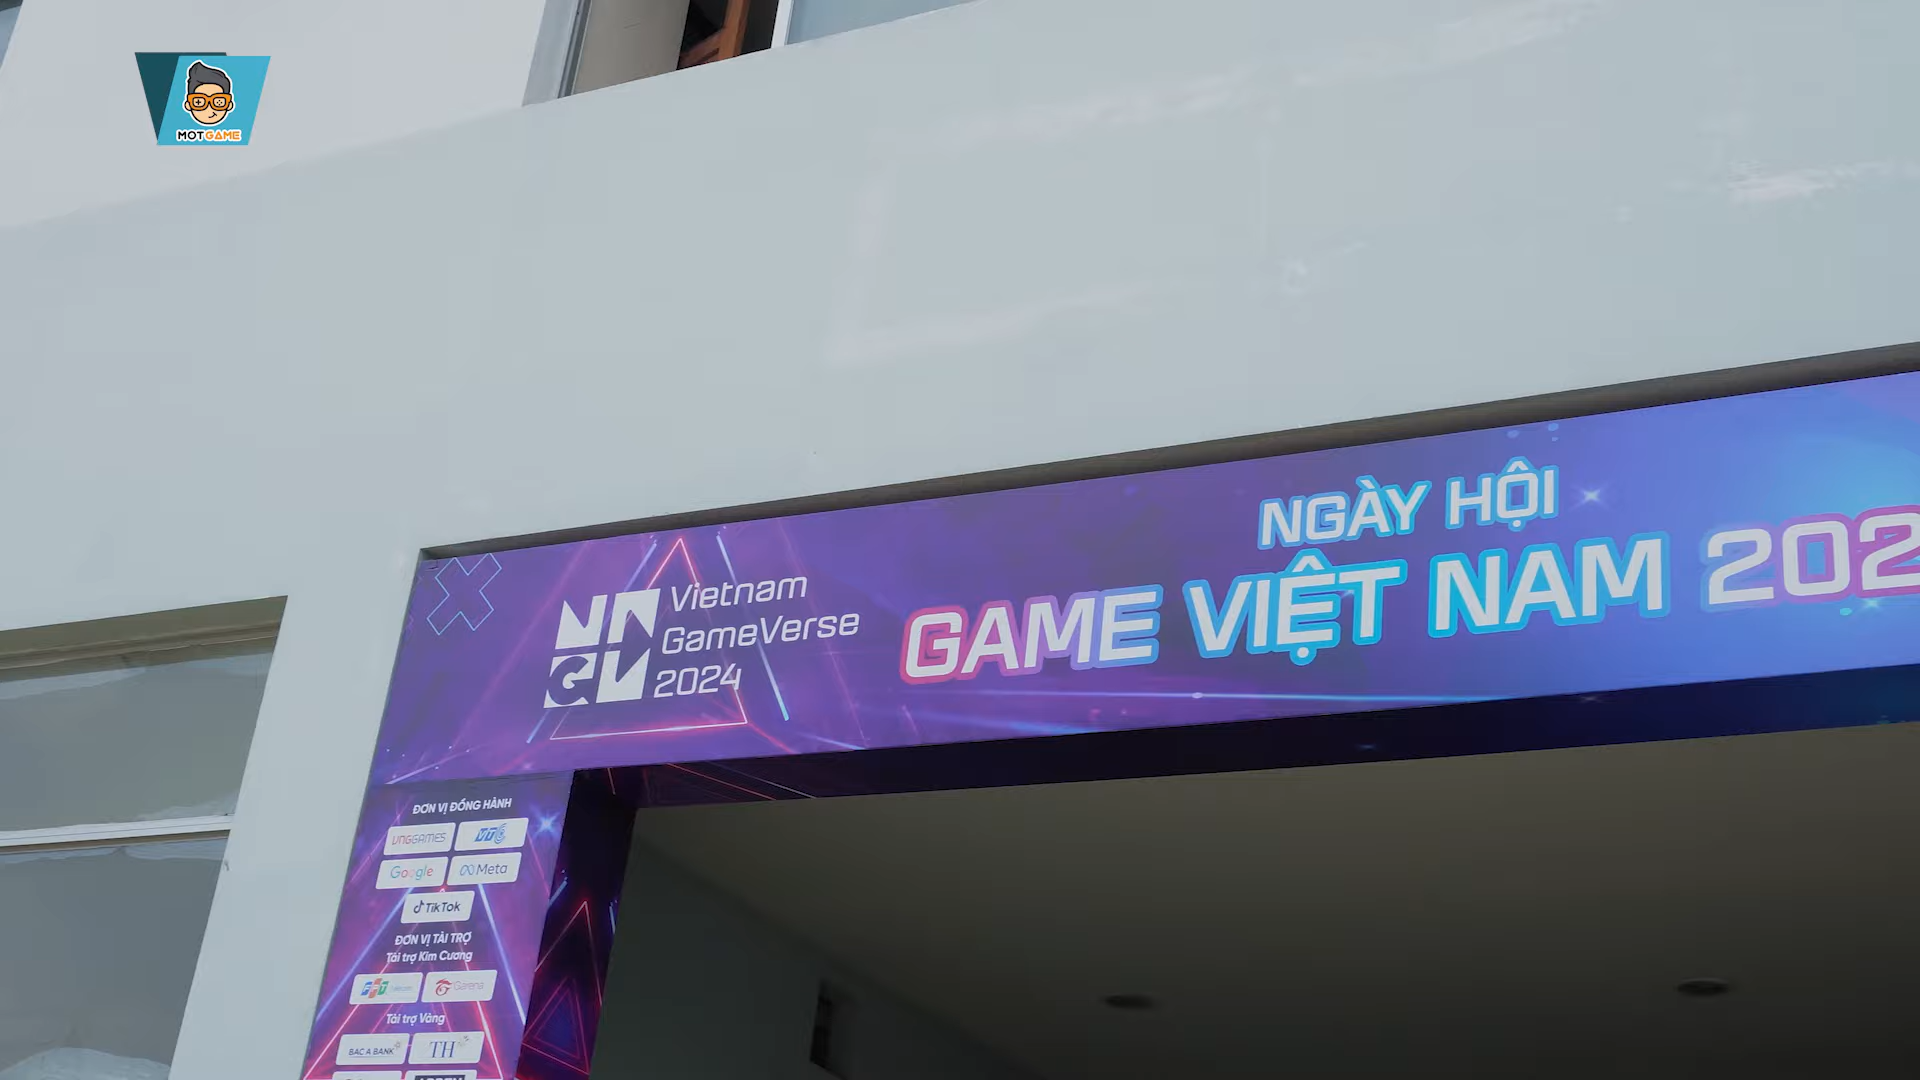 MOTGAME
NGÀY HỘI
GAME VIỆT NAM 202
Vietnam
GameVerse
2024
ĐƠN VỊ ĐỒNG HÀNH
VNGGAMES
VTC
Google
Meta
TikTok
ĐƠN VỊ TÀI TRỢ
Tài trợ Kim Cương
FPT Telecom
Garena
Tài trợ Vàng
BAC A BANK
TH